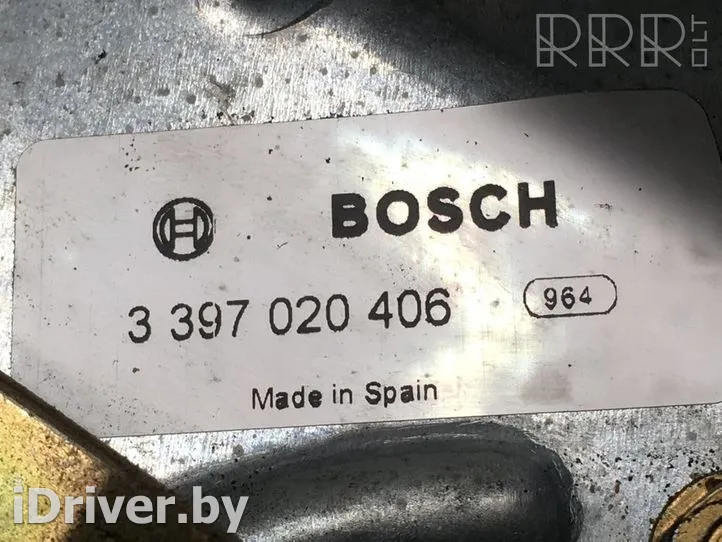 RRR.LT
BOSCH
3 397 020 406
964
Made in Spain
iDriver.by